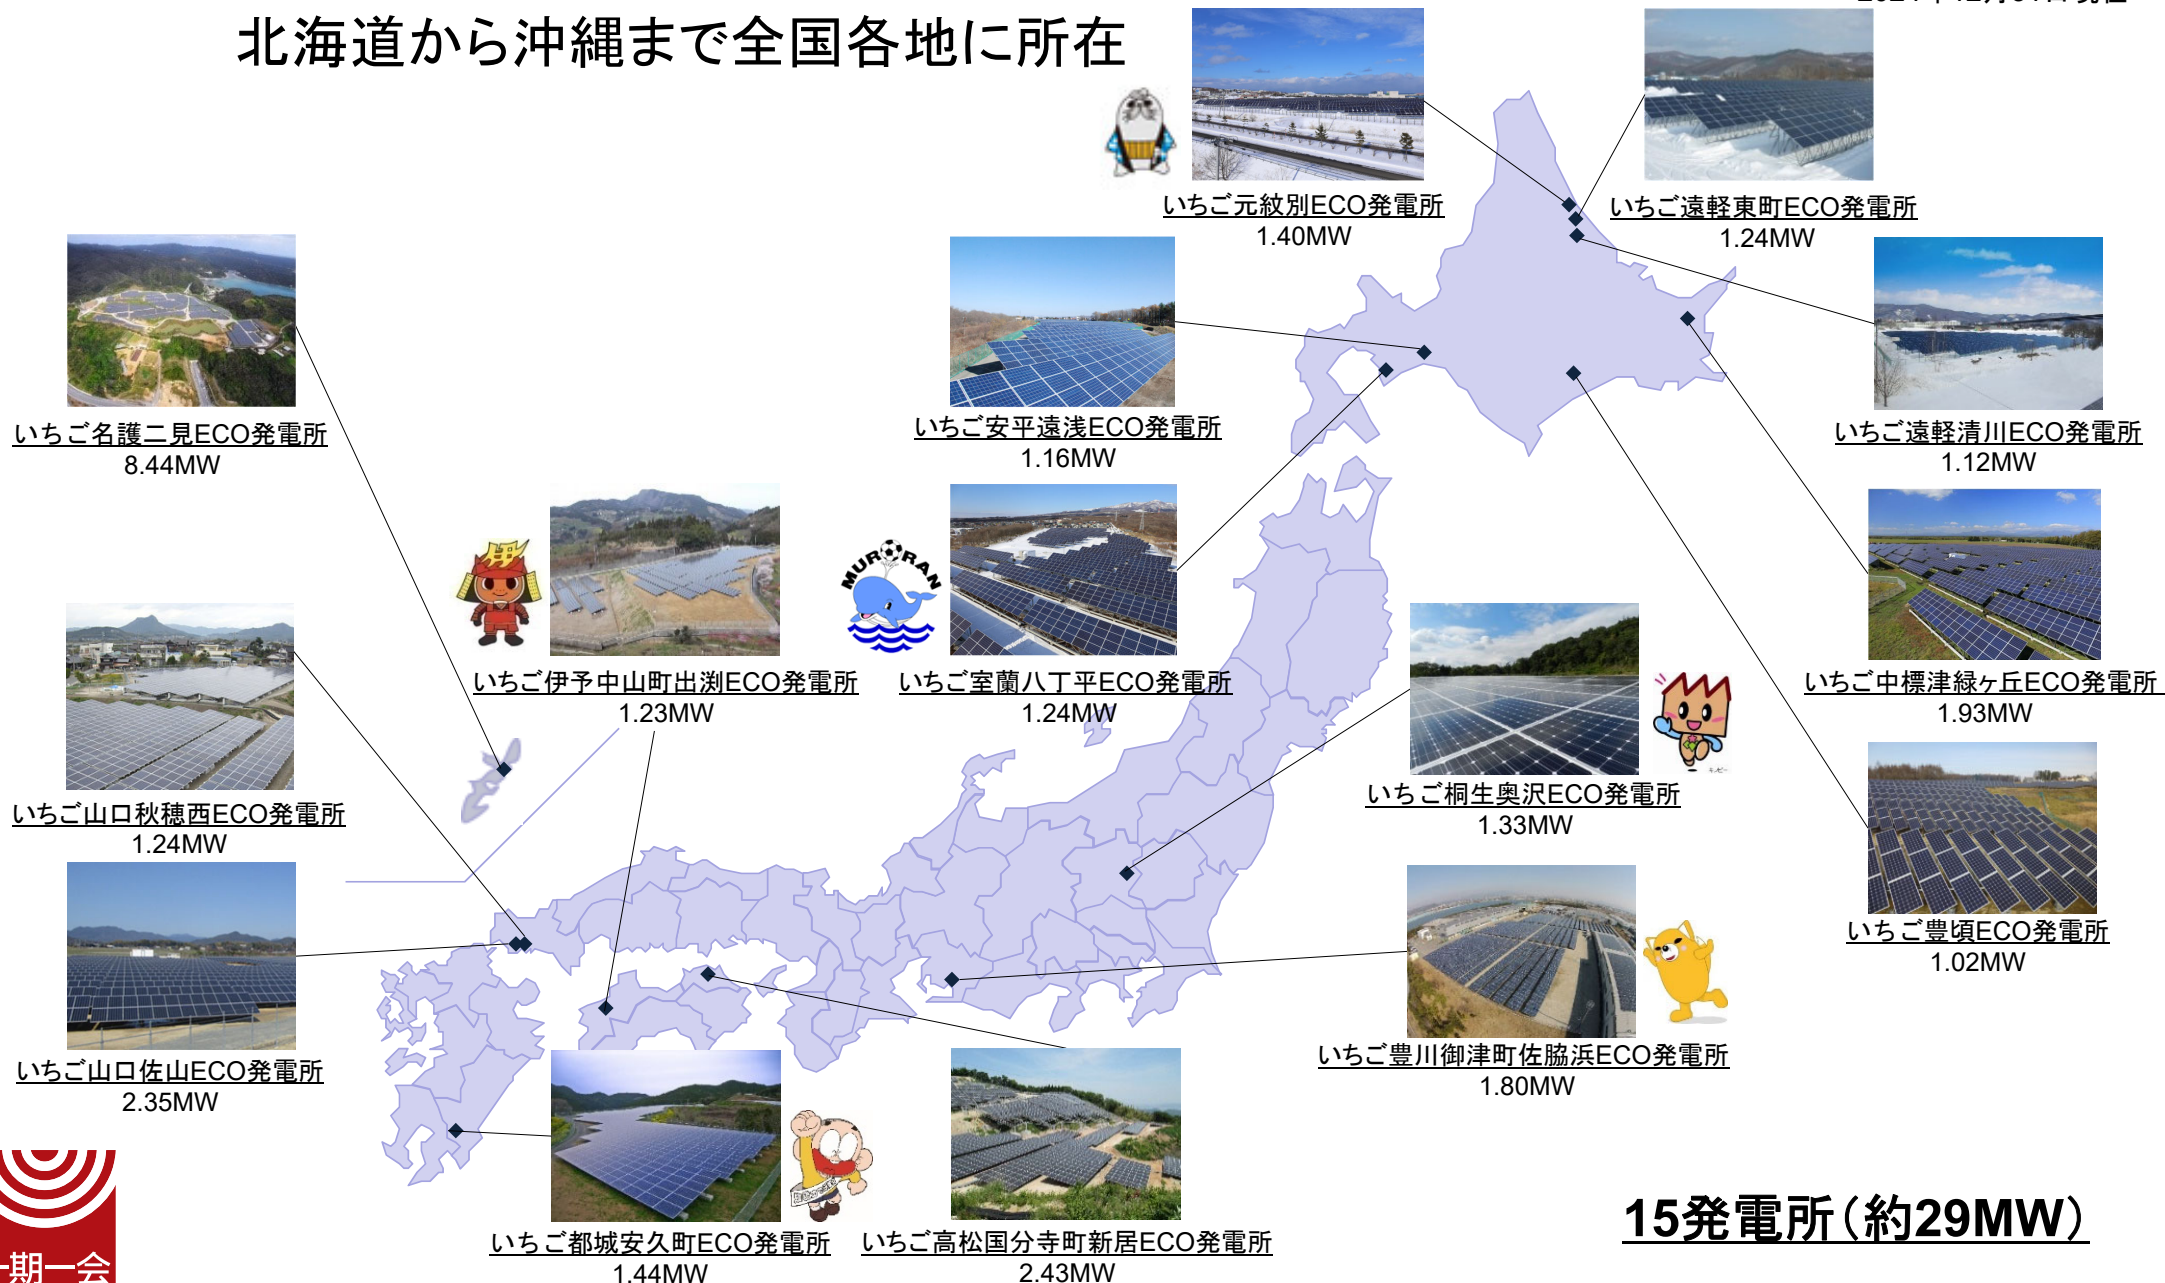 北海道から沖縄まで全国各地に所在
いちご元紋別ECO発電所
1.40MW
いちご遠軽東町ECO発電所
1.24MW
いちご名護二見ECO発電所
8.44MW
いちご安平遠浅ECO発電所
1.16MW
いちご遠軽清川ECO発電所
1.12MW
伊
MURORAN
いちご伊予中山町出渕ECO発電所
1.23MW
いちご室蘭八丁平ECO発電所
1.24MW
いちご中標津緑ヶ丘ECO発電所
1.93MW
いちご山口秋穂西ECO発電所
1.24MW
いちご桐生奥沢ECO発電所
1.33MW
いちご豊頃ECO発電所
1.02MW
いちご山口佐山ECO発電所
2.35MW
いちご豊川御津町佐脇浜ECO発電所
1.80MW
いちご都城安久町ECO発電所
1.44MW
いちご高松国分寺町新居ECO発電所
2.43MW
15発電所（約29MW）
一期一会